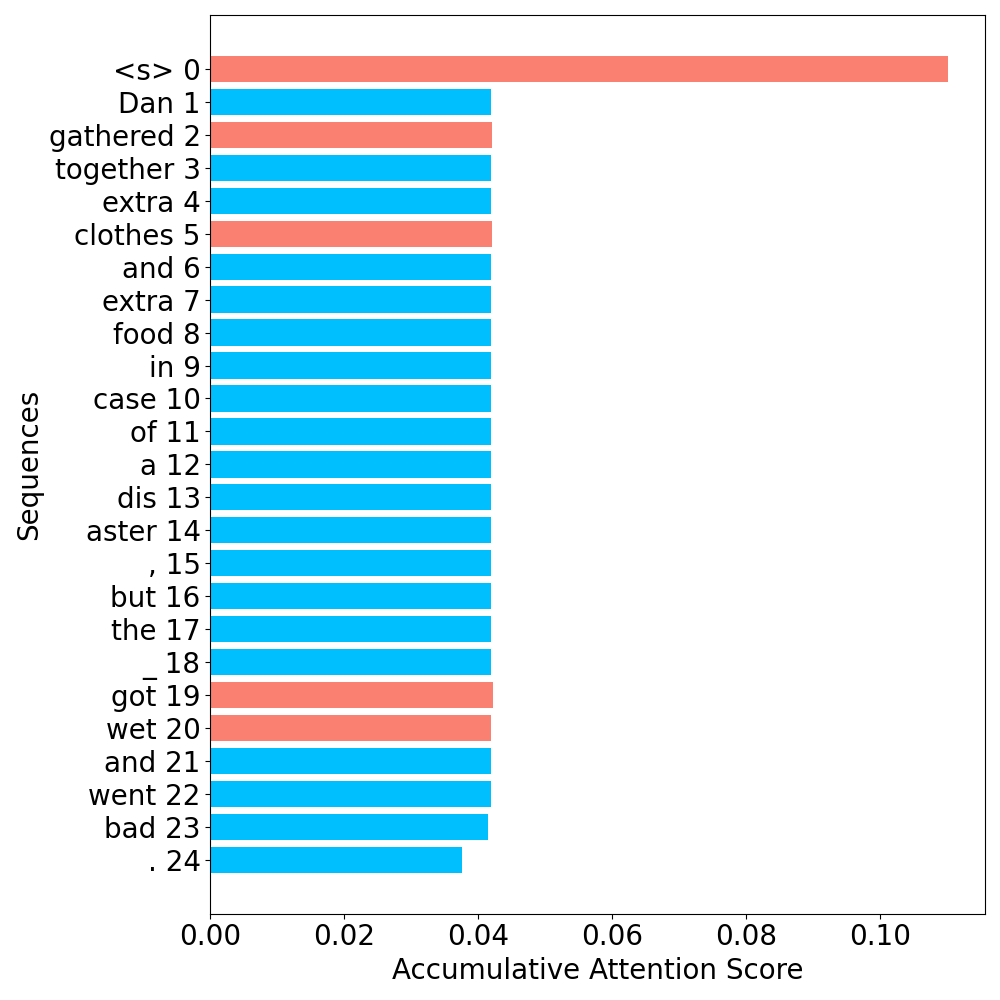 <s> 0
Dan 1
gathered 2
together 3
extra 4
clothes 5
and 6
extra 7
food 8
in 9
case 10
of 11
a 12
dis 13
aster 14
, 15
but 16
the 17
_ 18
got 19
wet 20
and 21
went 22
bad 23
. 24
Sequences
0.00 0.02 0.04 0.06 0.08 0.10
Accumulative Attention Score